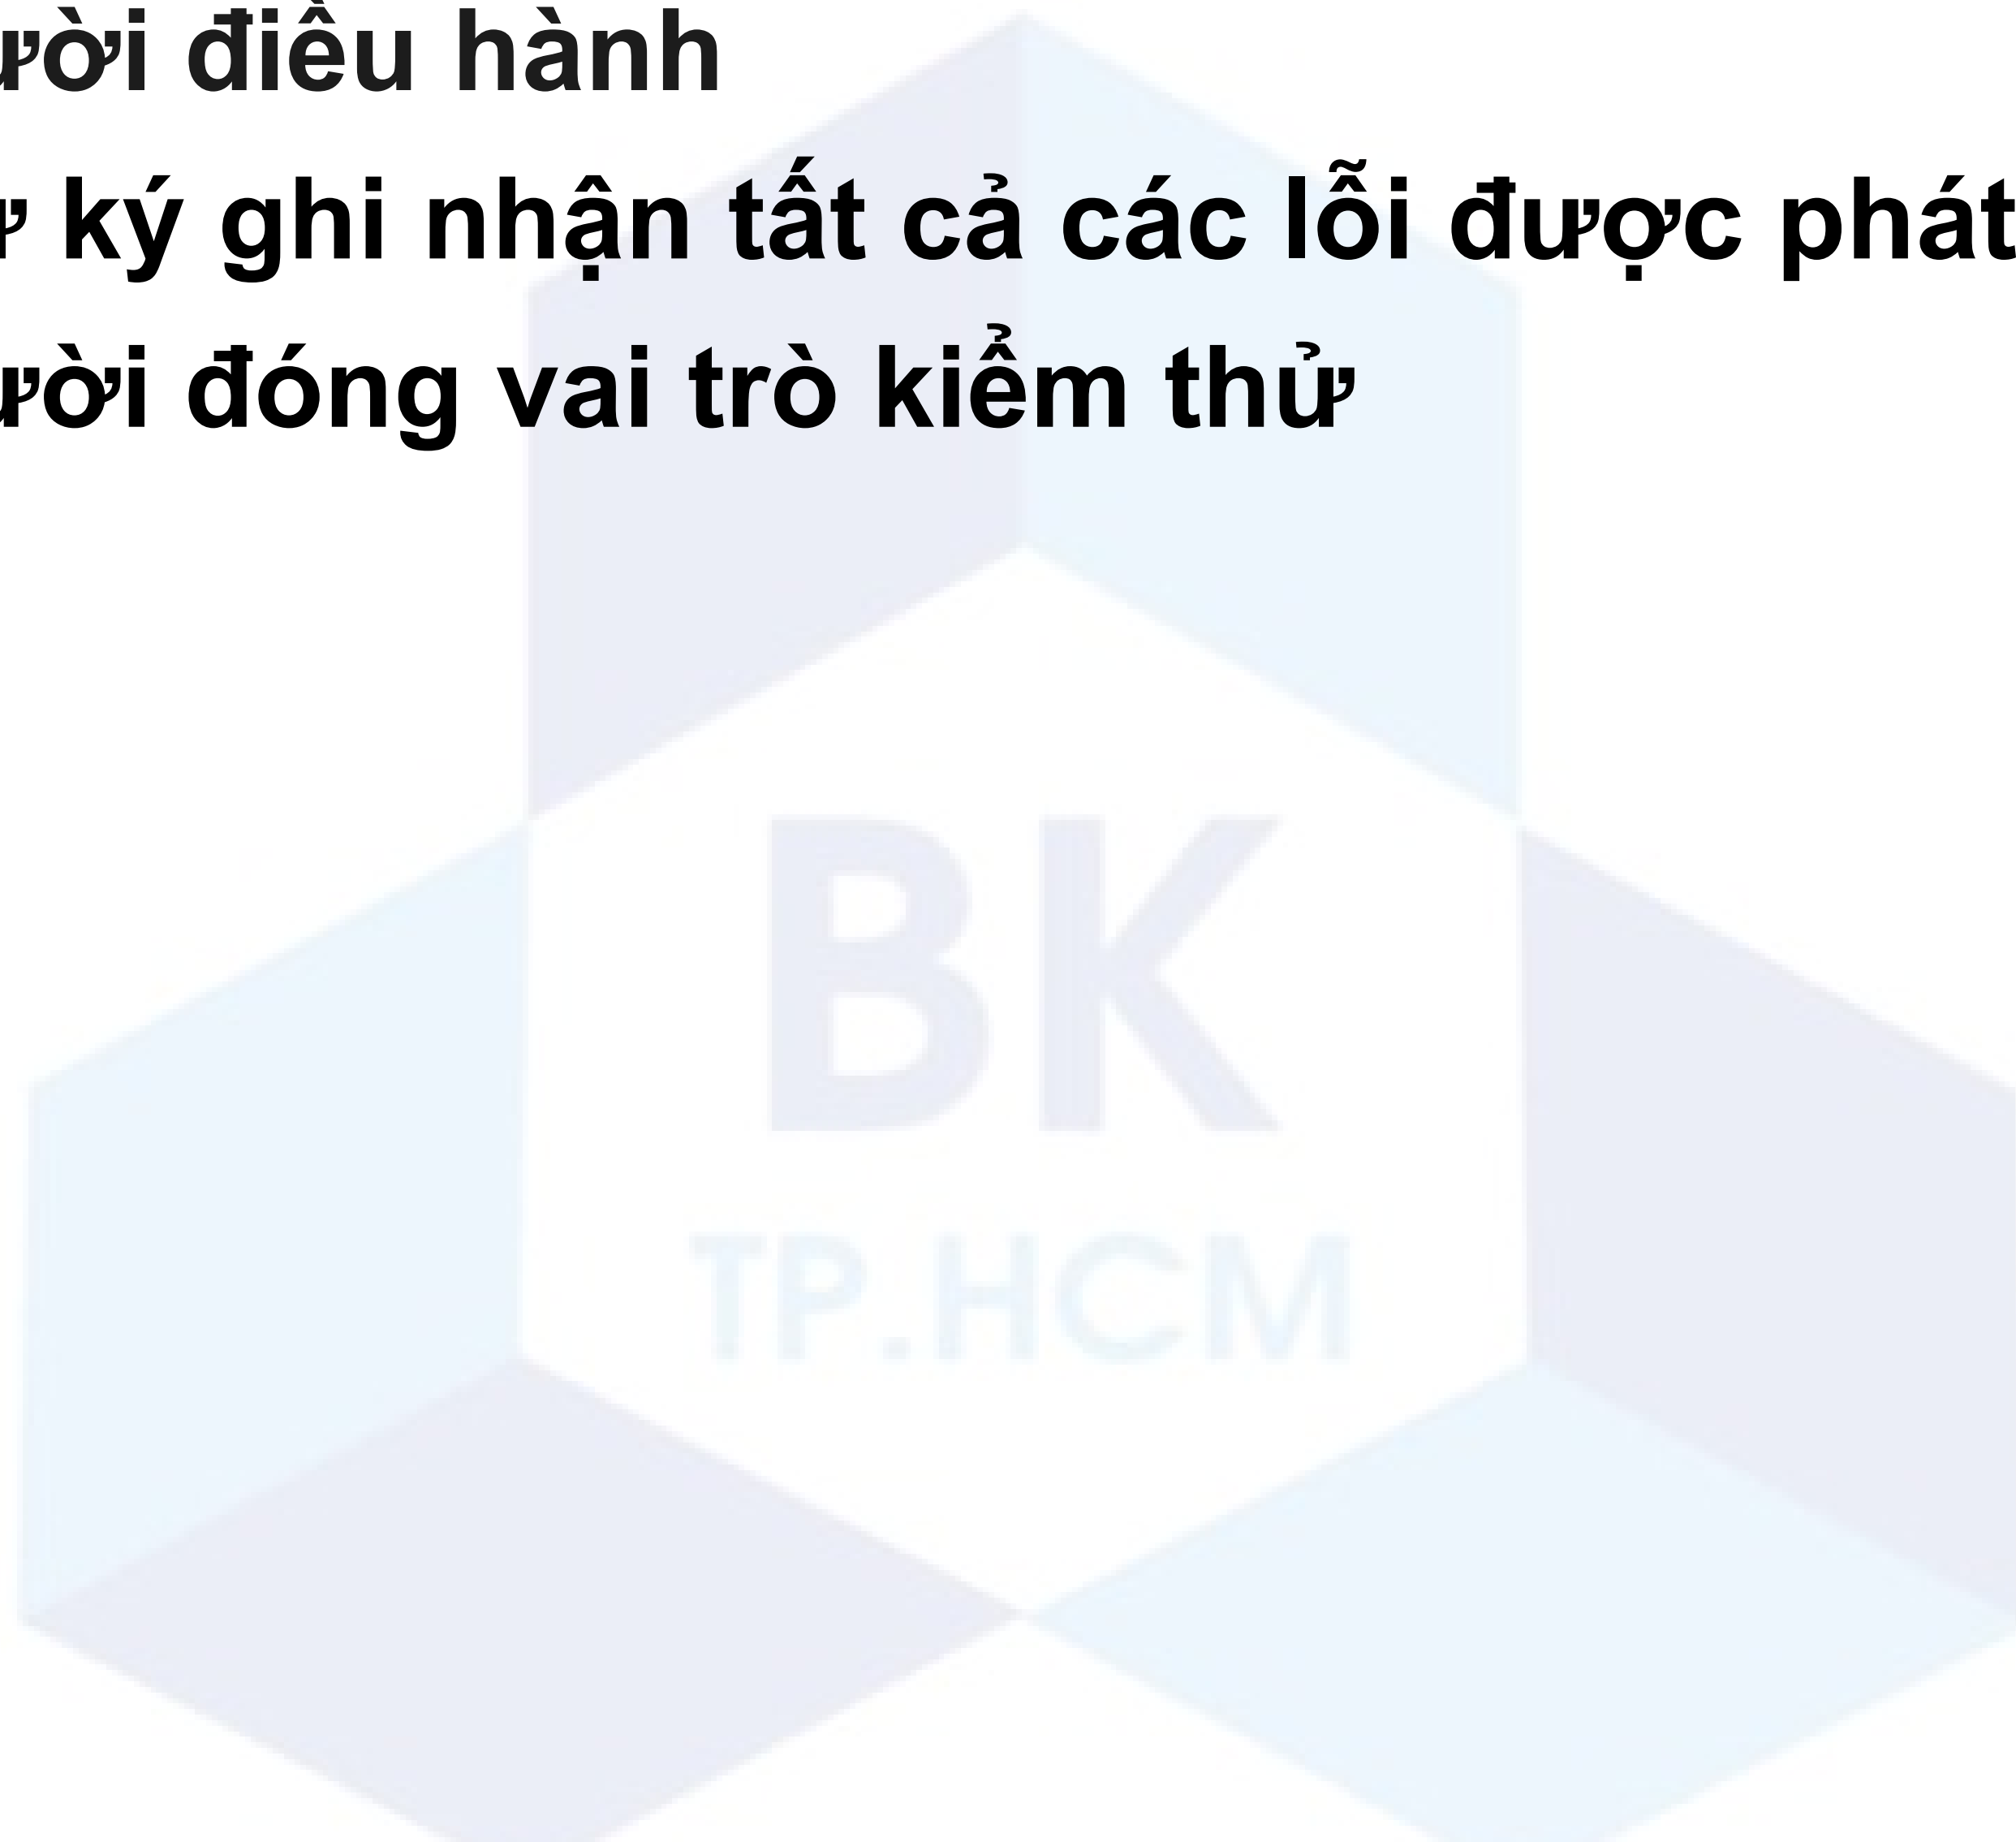 ười điều hành
ư ký ghi nhận tất cả các lỗi được phát
ười đóng vai trò kiểm thử
BK
TP.HCM